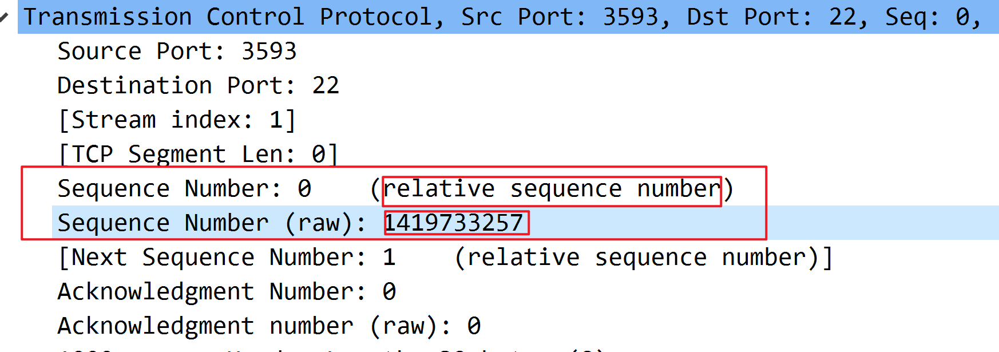 Transmission Control Protocol, Src Port: 3593, Dst Port: 22, Seq: 0,
Source Port: 3593
Destination Port: 22
[Stream index: 1]
[TCP Segment Len: 0]
Sequence Number: 0    (relative sequence number)
Sequence Number (raw): 1419733257
[Next Sequence Number: 1    (relative sequence number)]
Acknowledgment Number: 0
Acknowledgment number (raw): 0